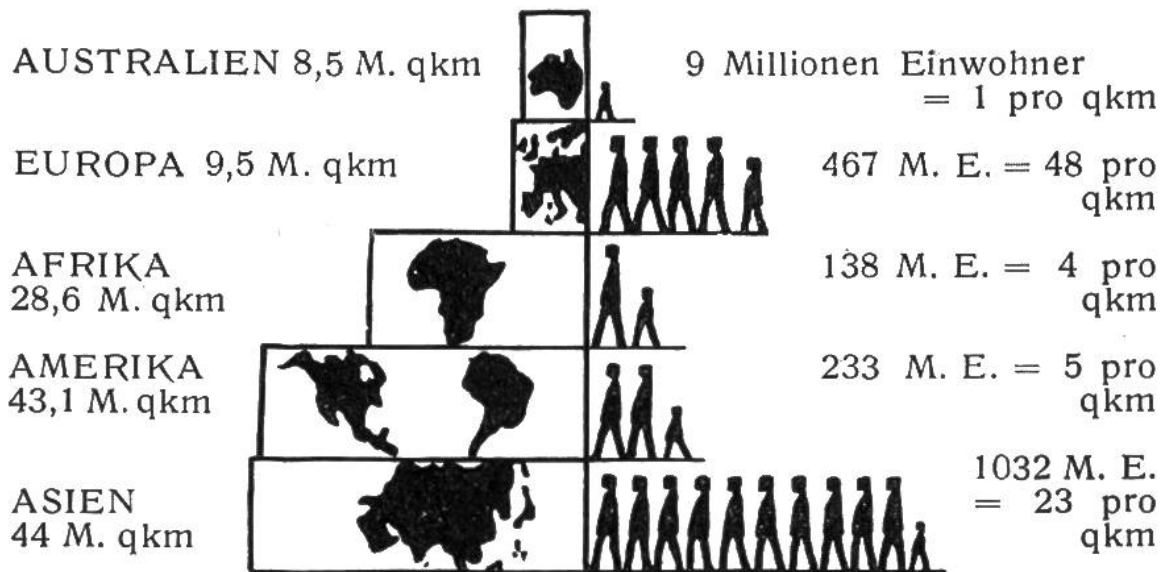 AUSTRALIEN 8,5 M. qkm
9 Millionen Einwohner
= 1 pro qkm
EUROPA 9,5 M. qkm
467 M. E. = 48 pro
qkm
AFRIKA
28,6 M. qkm
138 M. E. = 4 pro
qkm
AMERIKA
43,1 M. qkm
233 M. E. = 5 pro
qkm
ASIEN
44 M. qkm
1032 M. E.
= 23 pro
qkm